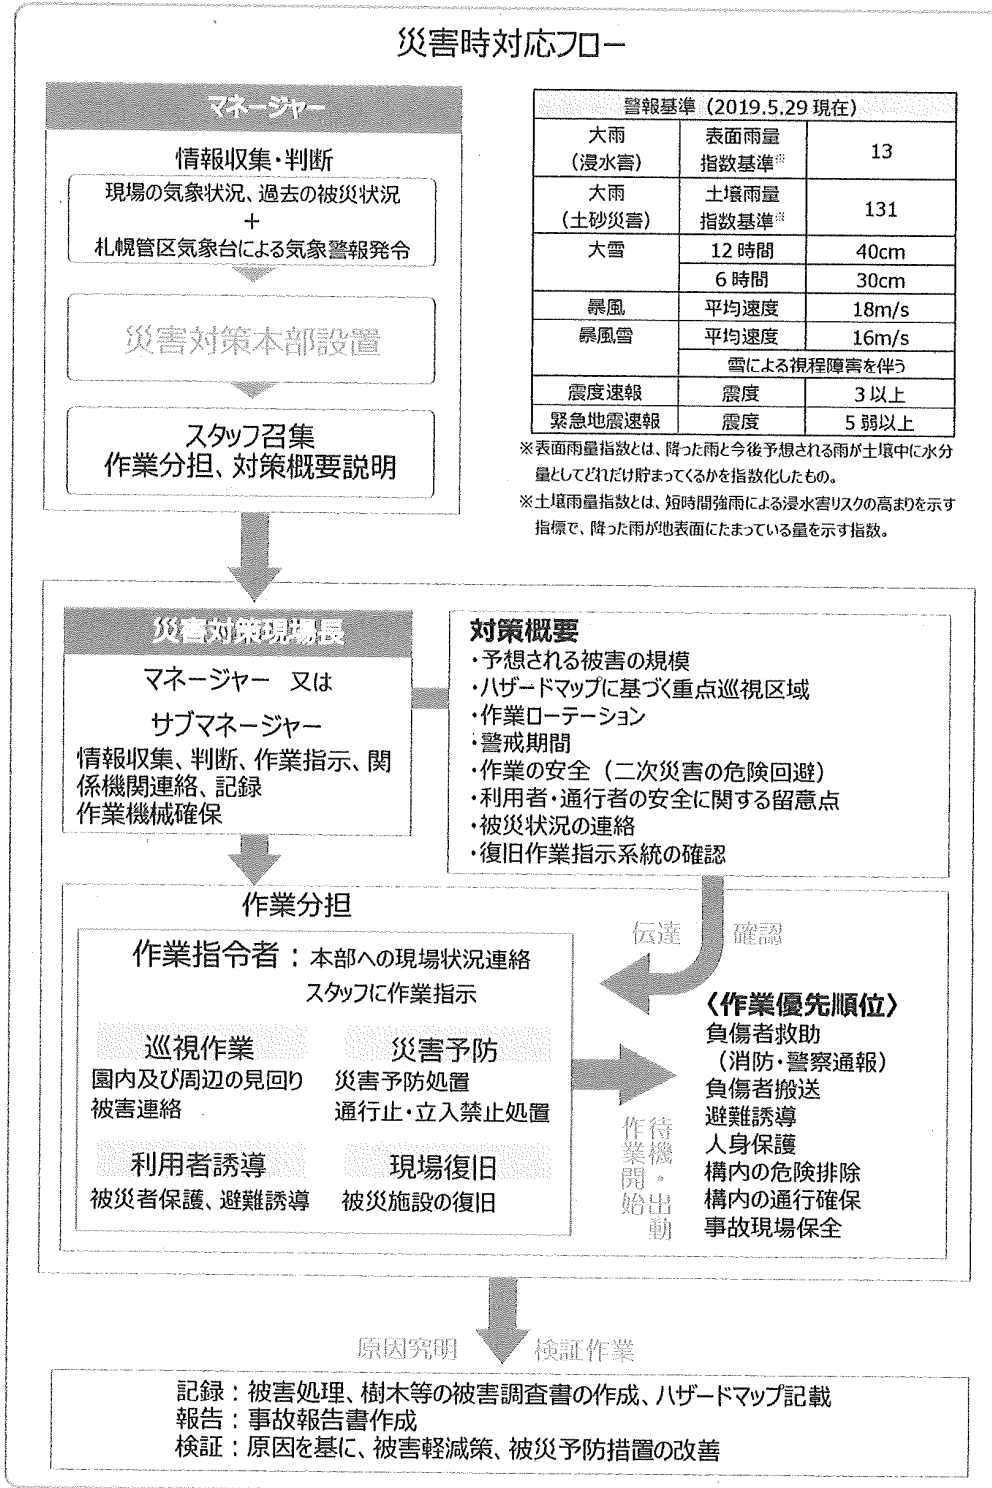 災害時対応フロー
マネージャー
情報収集・判断
現場の気象状況、過去の被災状況
+
札幌管区気象台による気象警報発令
災害対策本部設置
スタッフ召集
作業分担、対策概要説明
警報基準（2019.5.29 現在）
大雨 表面雨量 13
（浸水害） 指数基準※
大雨 土壌雨量 131
（土砂災害） 指数基準※
大雪 12 時間 40cm
6 時間 30cm
暴風 平均速度 18m/s
暴風雪 平均速度 16m/s
雪による視程障害を伴う
震度速報 震度 3 以上
緊急地震速報 震度 5 弱以上
※表面雨量指数とは、降った雨と今後予想される雨が土壌中に水分
量としてどれだけ貯まってくるかを指数化したもの。
※土壌雨量指数とは、短時間強雨による浸水害リスクの高まりを示す
指標で、降った雨が地表面にたまっている量を示す指数。
災害対策現場長
マネージャー 又は
サブマネージャー
情報収集、判断、作業指示、関
係機関連絡、記録
作業機械確保
対策概要
・予想される被害の規模
・ハザードマップに基づく重点巡視区域
・作業ローテーション
・警戒期間
・作業の安全（二次災害の危険回避）
・利用者・通行者の安全に関する留意点
・被災状況の連絡
・復旧作業指示系統の確認
作業分担
作業指令者：本部への現場状況連絡
スタッフに作業指示
巡視作業
園内及び周辺の見回り
被害連絡
災害予防
災害予防処置
通行止・立入禁止処置
利用者誘導
被災者保護、避難誘導
現場復旧
被災施設の復旧
伝達 確認
待機・出動
作業開始
〈作業優先順位〉
負傷者救助
（消防・警察通報）
負傷者搬送
避難誘導
人身保護
構内の危険排除
構内の通行確保
事故現場保全
原因究明 検証作業
記録：被害処理、樹木等の被害調査書の作成、ハザードマップ記載
報告：事故報告書作成
検証：原因を基に、被害軽減策、被災予防措置の改善